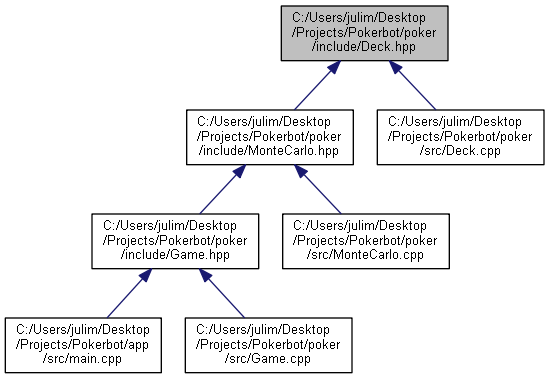 C:/Users/julim/Desktop
/Projects/Pokerbot/poker
/include/Deck.hpp
C:/Users/julim/Desktop
/Projects/Pokerbot/poker
/include/MonteCarlo.hpp
C:/Users/julim/Desktop
/Projects/Pokerbot/poker
/src/Deck.cpp
C:/Users/julim/Desktop
/Projects/Pokerbot/poker
/include/Game.hpp
C:/Users/julim/Desktop
/Projects/Pokerbot/poker
/src/MonteCarlo.cpp
C:/Users/julim/Desktop
/Projects/Pokerbot/app
/src/main.cpp
C:/Users/julim/Desktop
/Projects/Pokerbot/poker
/src/Game.cpp